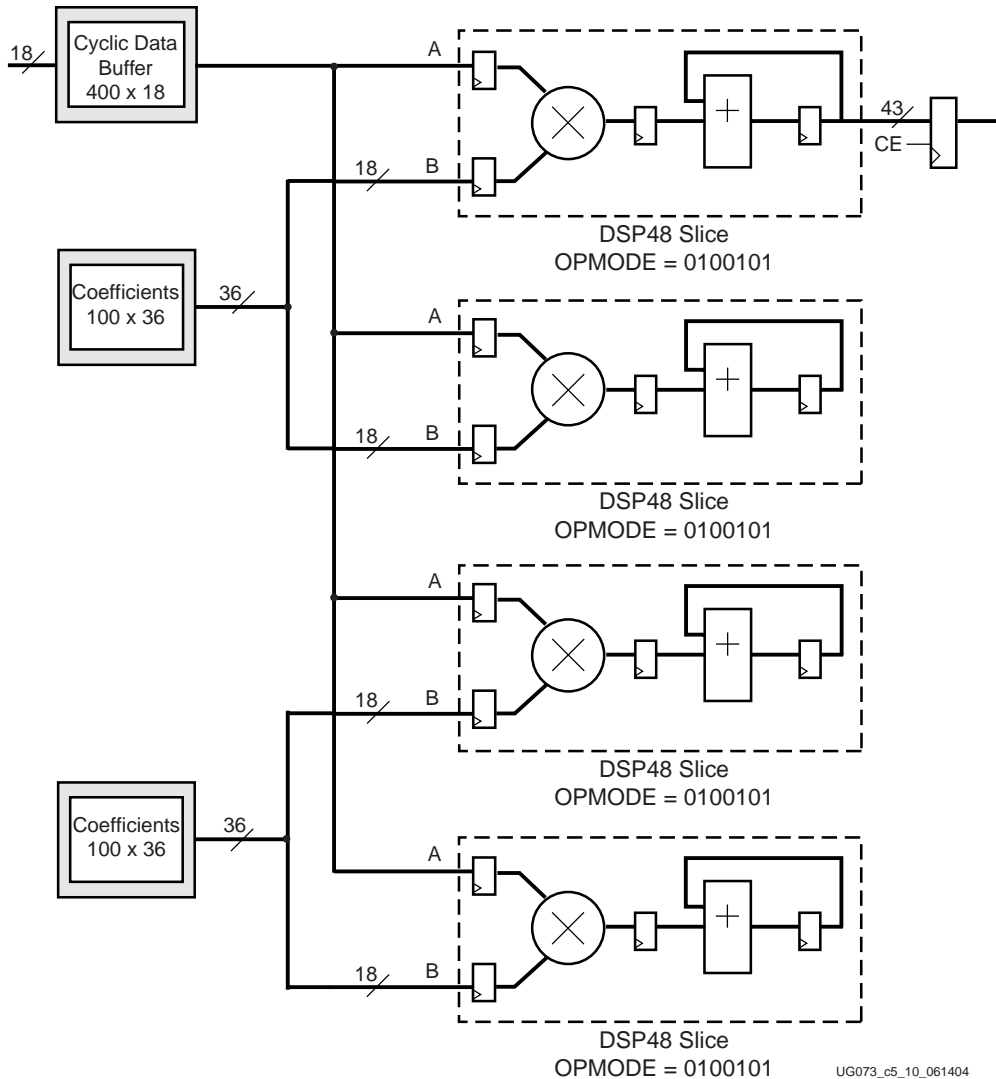 18
Cyclic Data
Buffer
400 x 18
A
43
CE
18
B
DSP48 Slice
OPMODE = 0100101
Coefficients
100 x 36
36
A
18
B
DSP48 Slice
OPMODE = 0100101
A
18
B
DSP48 Slice
OPMODE = 0100101
Coefficients
100 x 36
36
A
18
B
DSP48 Slice
OPMODE = 0100101
UG073_c5_10_061404